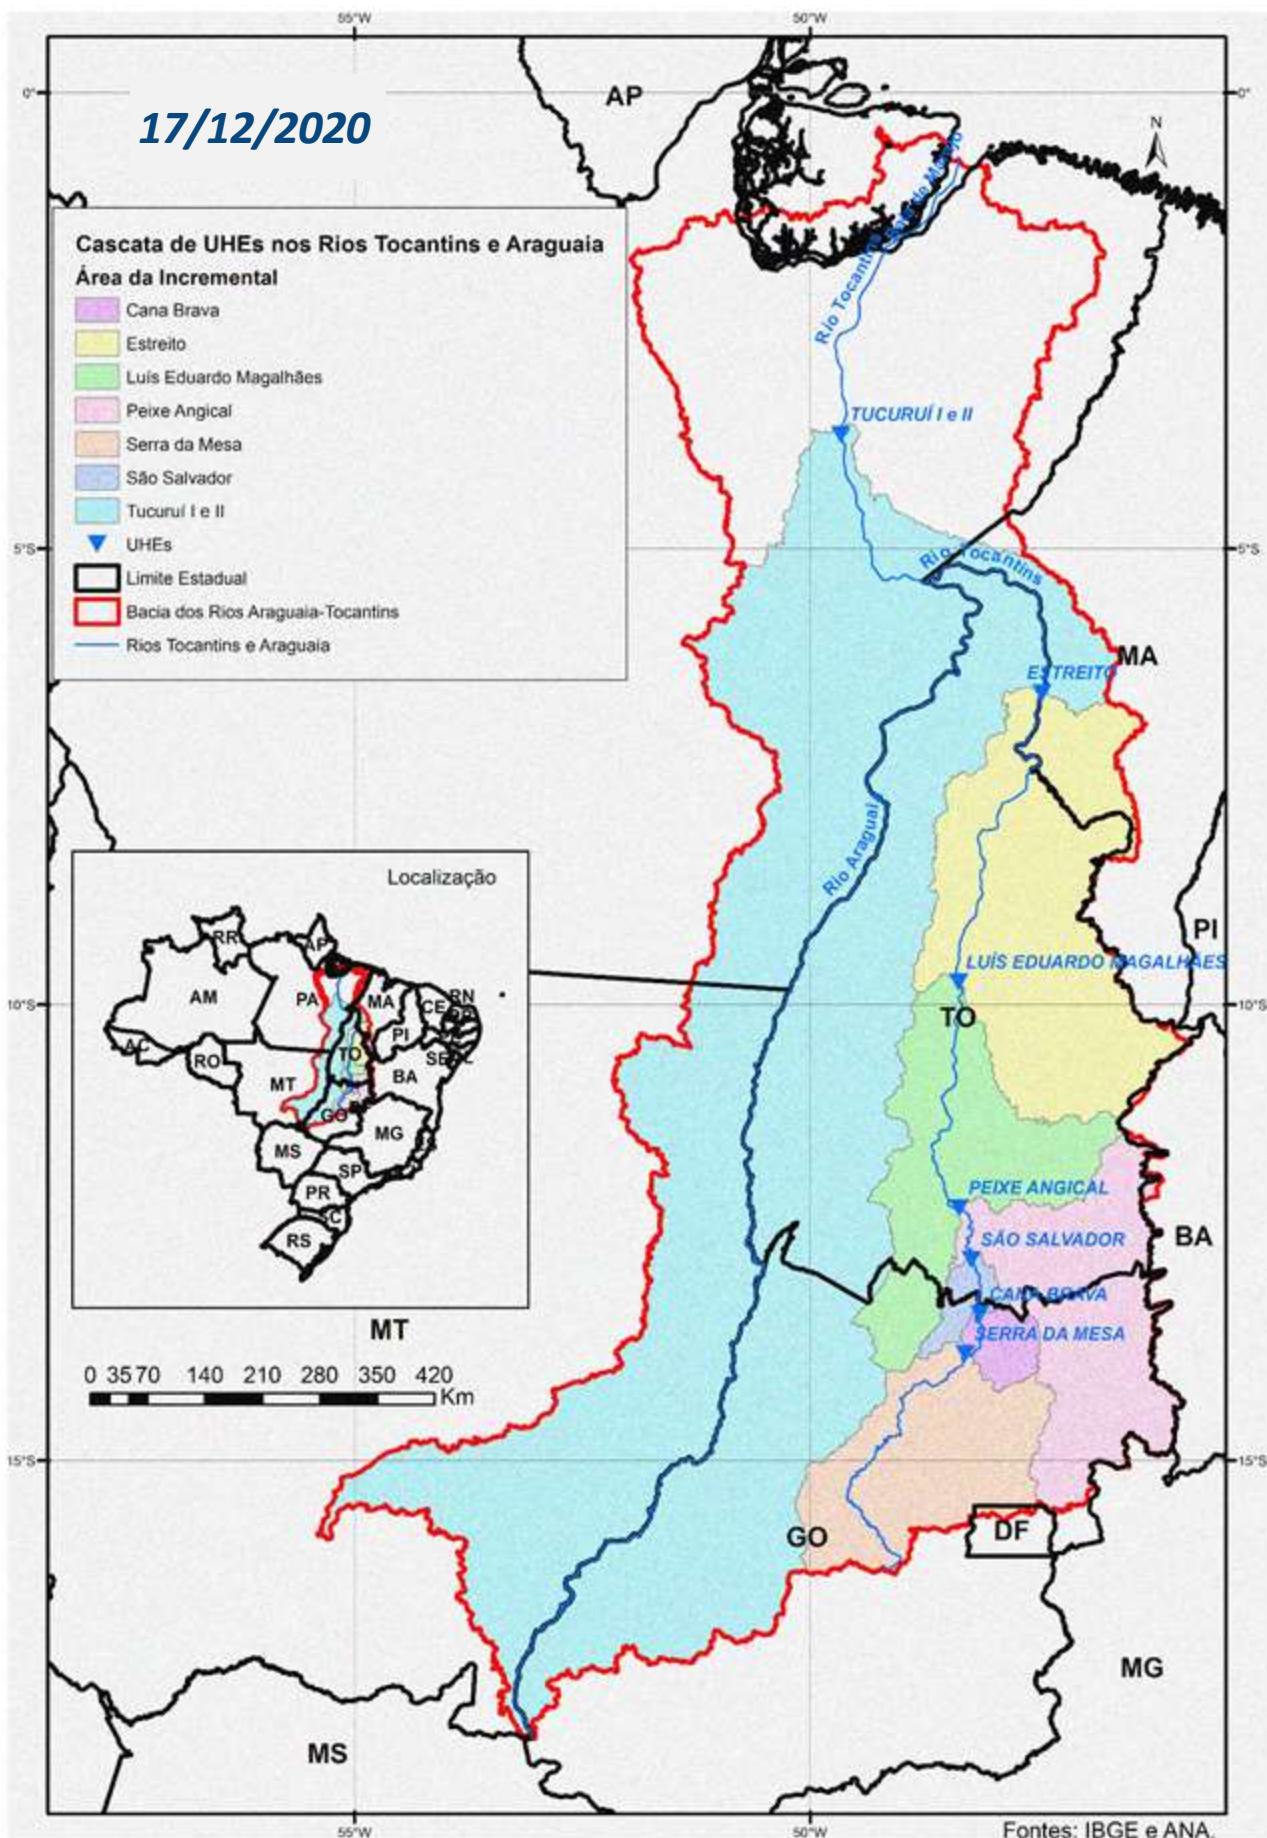 55°W 50°W
0° 0°
17/12/2020
AP
N
Cascata de UHEs nos Rios Tocantins e Araguaia
Área da Incremental
Cana Brava
Estreito
Luís Eduardo Magalhães
Peixe Angical
Serra da Mesa
São Salvador
Tucuruí I e II
UHEs
Limite Estadual
Bacia dos Rios Araguaia-Tocantins
Rios Tocantins e Araguaia
Rio Tocantins
TUCURUÍ I e II
5°S 5°S
Rio Tocantins
MA
ESTREITO
Rio Araguaia
PI
LUÍS EDUARDO MAGALHÃES
10°S 10°S
TO
PEIXE ANGICAL
SÃO SALVADOR
BA
CANA BRAVA
SERRA DA MESA
Localização
RR
AP
AM
PA
MA
CE
RN
PI
AC
RO
TO
SE
MT
BA
GO
MS
MG
ES
SP
PR
SC
RS
MT
0 35 70 140 210 280 350 420
Km
15°S 15°S
GO
DF
MG
MS
55°W 50°W
Fontes: IBGE e ANA.